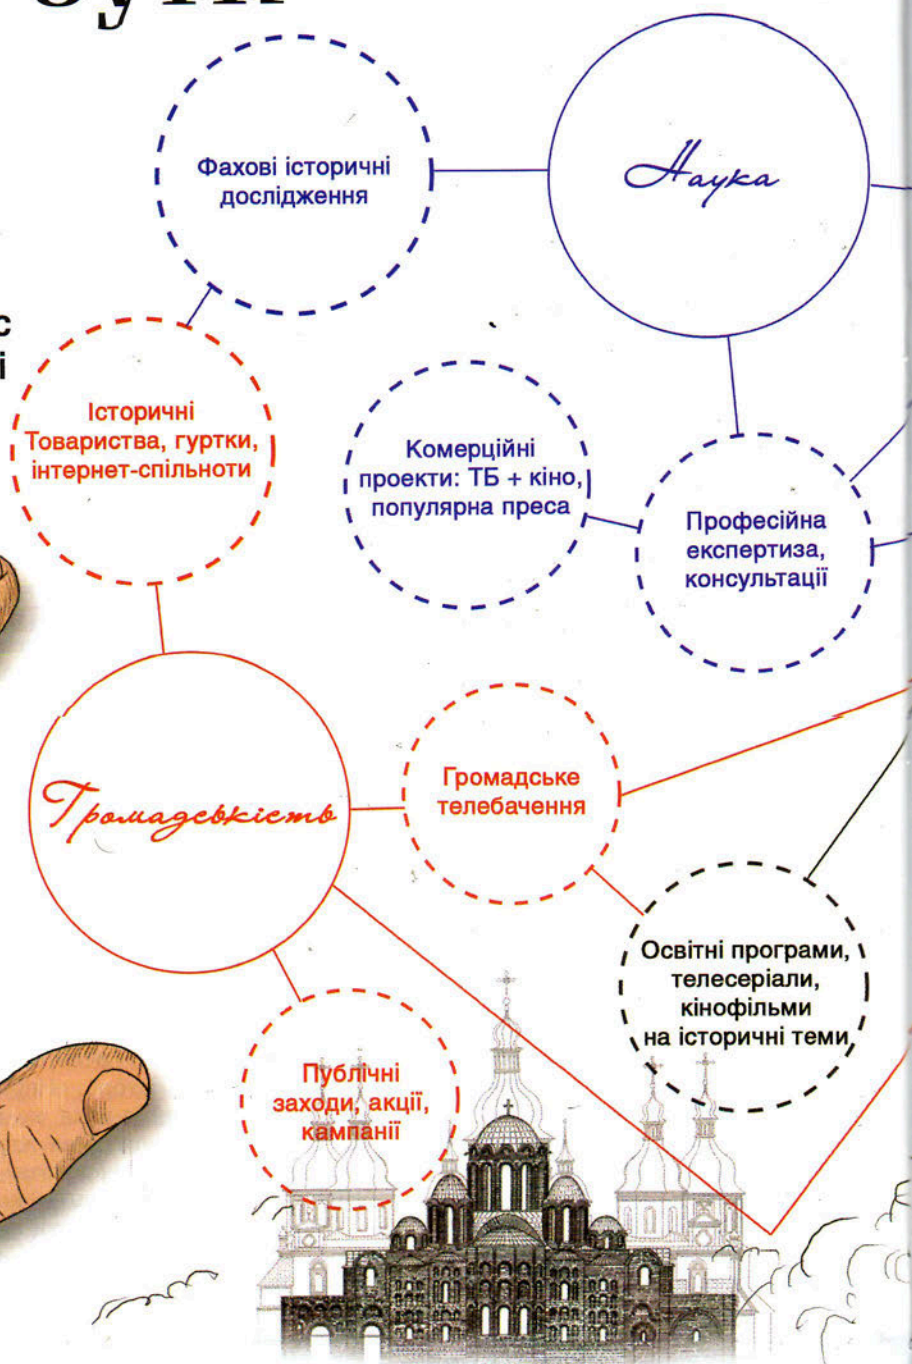 Фахові історичні
дослідження
Наука
с
і
Історичні
Товариства, гуртки,
інтернет-спільноти
Комерційні
проекти: ТБ + кіно,
популярна преса
Професійна
експертиза,
консультації
Громадськість
Громадське
телебачення
Освітні програми,
телесеріали,
кінофільми
на історичні теми
Публічні
заходи, акції,
кампанії